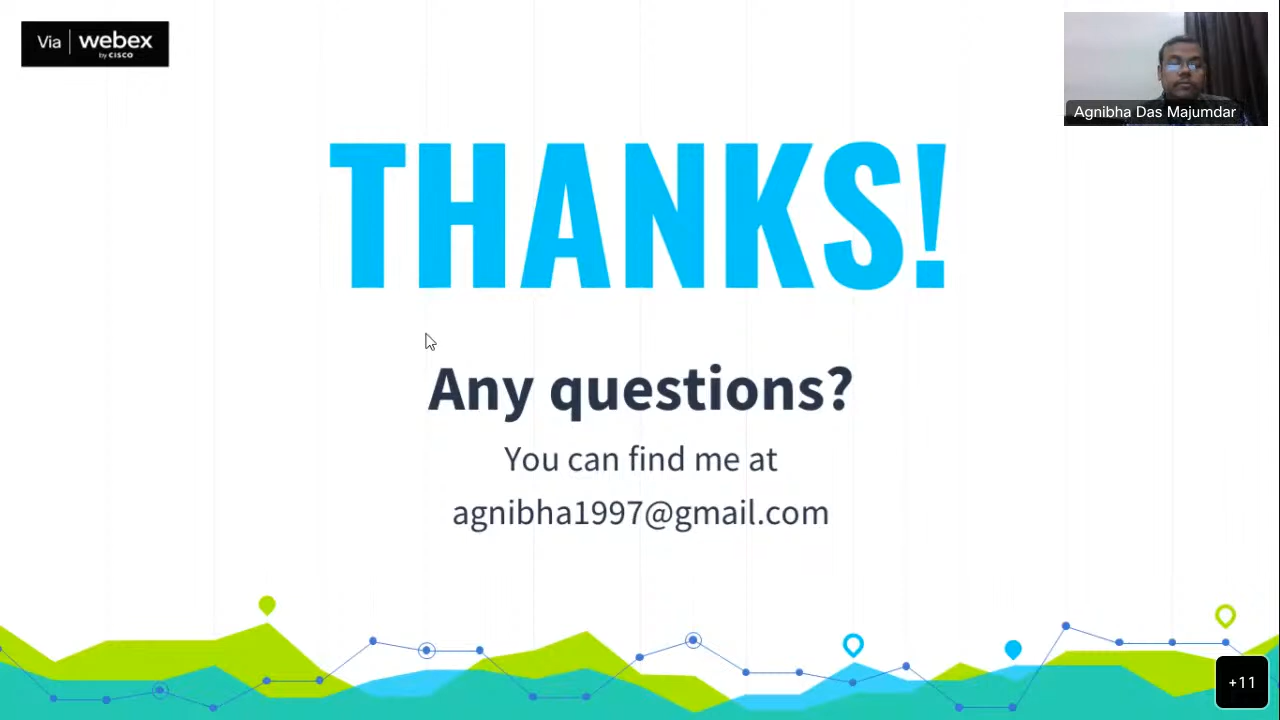 Via | webex
by CISCO
Agnibha Das Majumdar
THANKS!
Any questions?
You can find me at
agnibha1997@gmail.com
+11